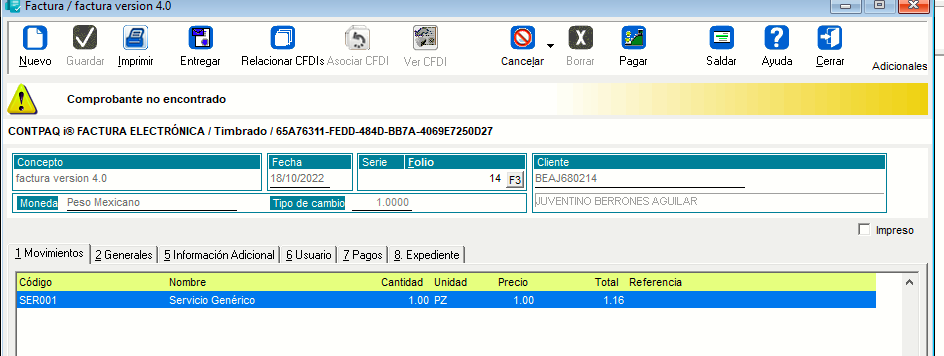 Factura / factura version 4.0
Nuevo Guardar Imprimir Entregar Relacionar CFDIs Asociar CFDI Ver CFDI Cancelar Borrar Pagar Saldar Ayuda Cerrar Adicionales
Comprobante no encontrado
CONTPAQ i® FACTURA ELECTRÓNICA / Timbrado / 65A76311-FEDD-484D-BB7A-4069E7250D27
Concepto Fecha Serie Folio Cliente
factura version 4.0 18/10/2022 14 F3 BEAJ680214
Moneda Peso Mexicano Tipo de cambio 1.0000 JUVENTINO BERRONES AGUILAR
Impreso
1 Movimientos 2 Generales 5 Información Adicional 6 Usuario 7 Pagos 8. Expediente
Código Nombre Cantidad Unidad Precio Total Referencia
SER001 Servicio Genérico 1.00 PZ 1.00 1.16